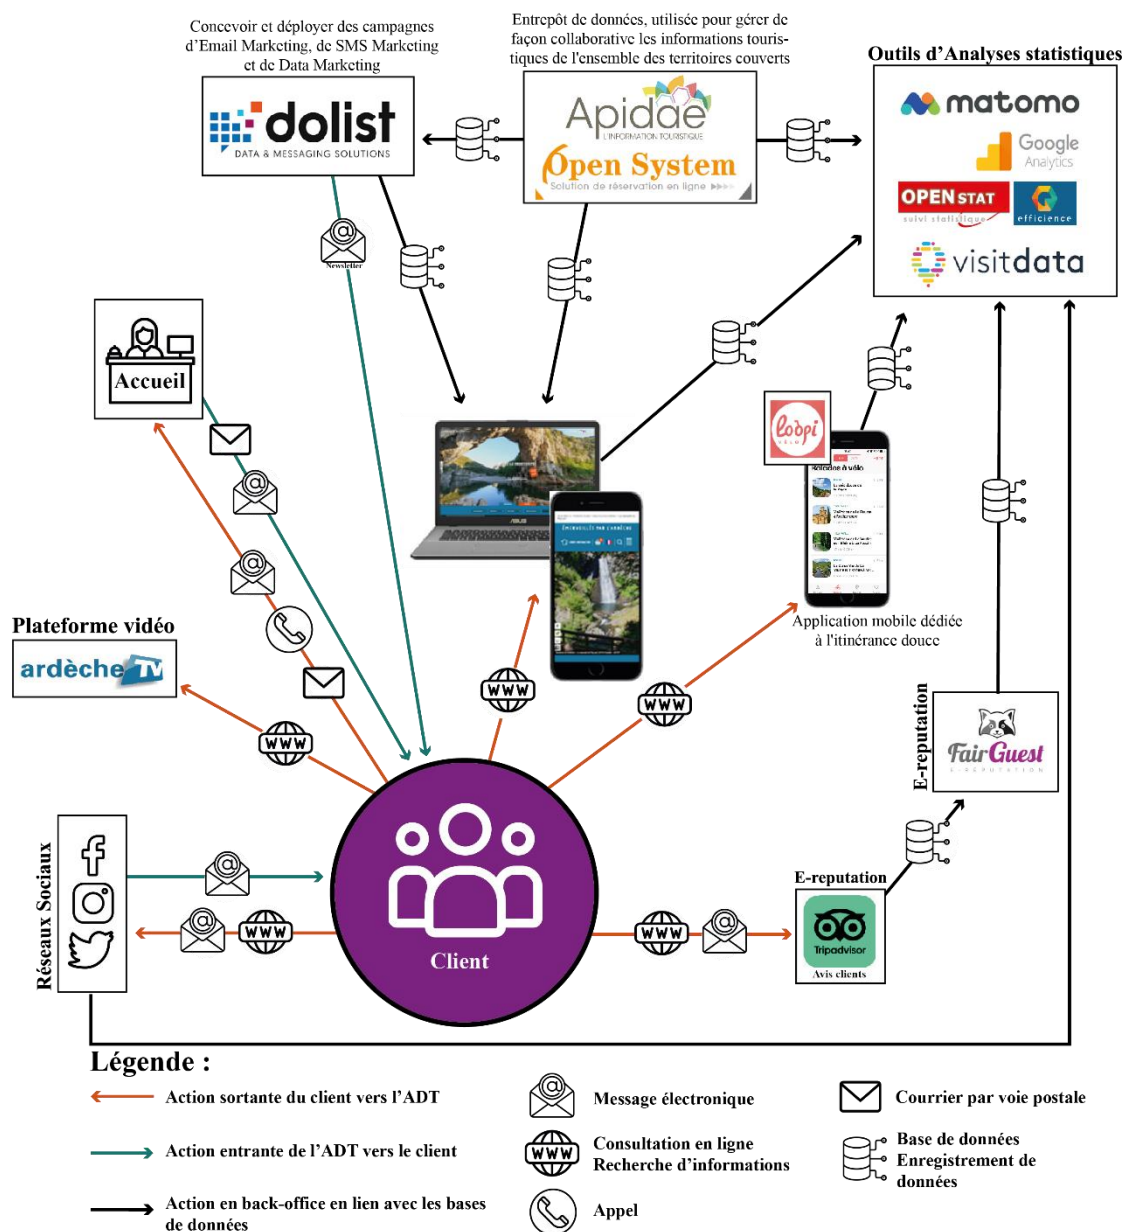 Concevoir et déployer des campagnes
d'Email Marketing, de SMS Marketing
et de Data Marketing
dolist
DATA & MESSAGING SOLUTIONS
Entrepôt de données, utilisée pour gérer de
façon collaborative les informations touris-
tiques de l'ensemble des territoires couverts
Apidae
L'INFORMATION TOURISTIQUE
Open System
Solution de réservation en ligne
Outils d'Analyses statistiques
matomo
Google
Analytics
OPEN STAT
suivi statistique
efficience
visitdata
Newsletter
Accueil
ASUS
loopi
VÉLO
Balades à vélo
Application mobile dédiée
à l'itinérance douce
Plateforme vidéo
ardèche TV
WWW
WWW
WWW
E-reputation
FairGuest
E-REPUTATION
Réseaux Sociaux
WWW
Client
WWW
E-reputation
Tripadvisor
Avis clients
Légende :
Action sortante du client vers l'ADT
Message électronique
Courrier par voie postale
Action entrante de l'ADT vers le client
WWW
Consultation en ligne
Recherche d'informations
Base de données
Enregistrement de
données
Action en back-office en lien avec les bases
de données
Appel